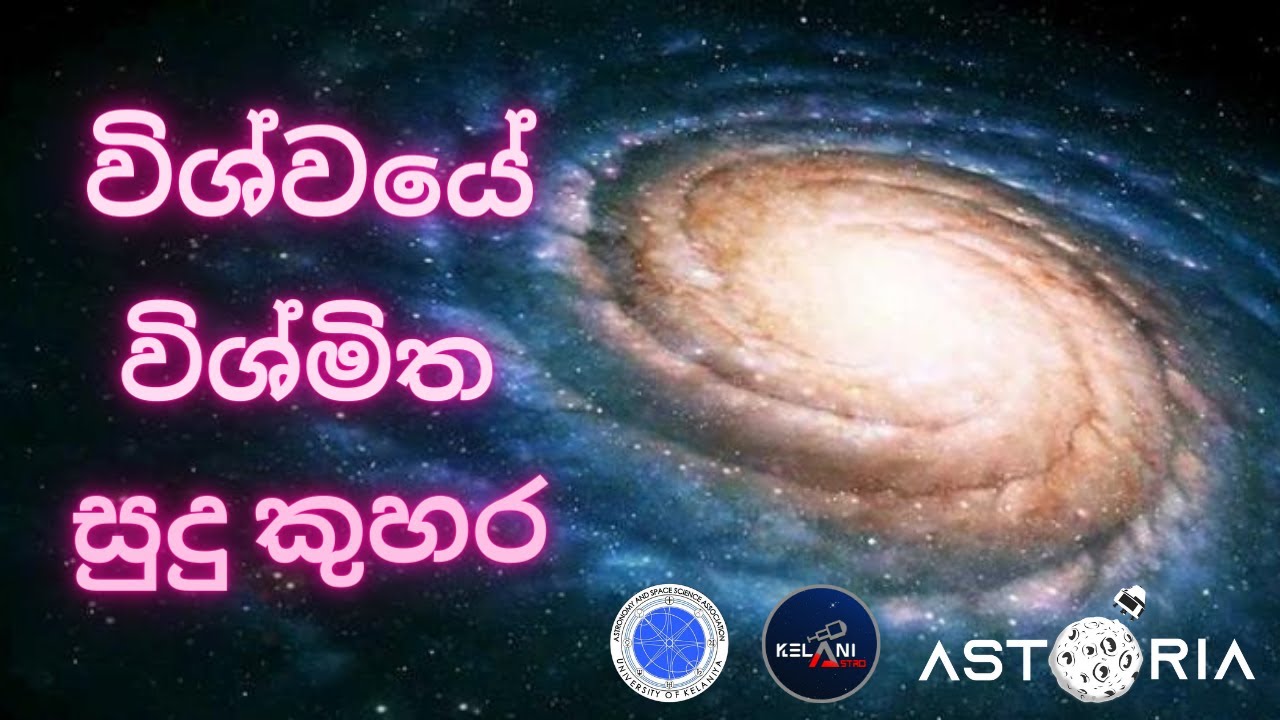 විශ්වයේ
විශ්මිත
සුදු කුහර
ASTRONOMY AND SPACE SCIENCE ASSOCIATION
UNIVERSITY OF KELANIYA
KELANI
ASTRO
ASTORIA